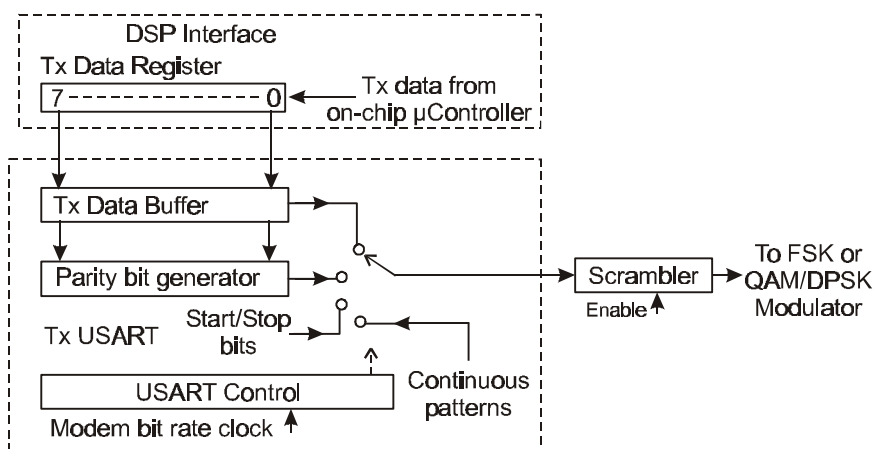 DSP Interface
Tx Data Register
7 0
Tx data from
on-chip µController
Tx Data Buffer
Parity bit generator
Tx USART
Start/Stop
bits
USART Control
Modem bit rate clock
Continuous
patterns
Scrambler
Enable
To FSK or
QAM/DPSK
Modulator